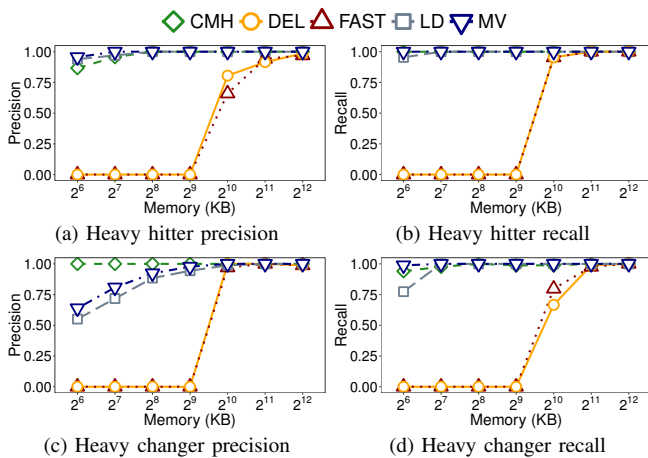 CMH DEL FAST LD MV
Precision
1.00
0.75
0.50
0.25
0.00
2^6 2^7 2^8 2^9 2^10 2^11 2^12
Memory (KB)
(a) Heavy hitter precision
Recall
1.00
0.75
0.50
0.25
0.00
2^6 2^7 2^8 2^9 2^10 2^11 2^12
Memory (KB)
(b) Heavy hitter recall
Precision
1.00
0.75
0.50
0.25
0.00
2^6 2^7 2^8 2^9 2^10 2^11 2^12
Memory (KB)
(c) Heavy changer precision
Recall
1.00
0.75
0.50
0.25
0.00
2^6 2^7 2^8 2^9 2^10 2^11 2^12
Memory (KB)
(d) Heavy changer recall